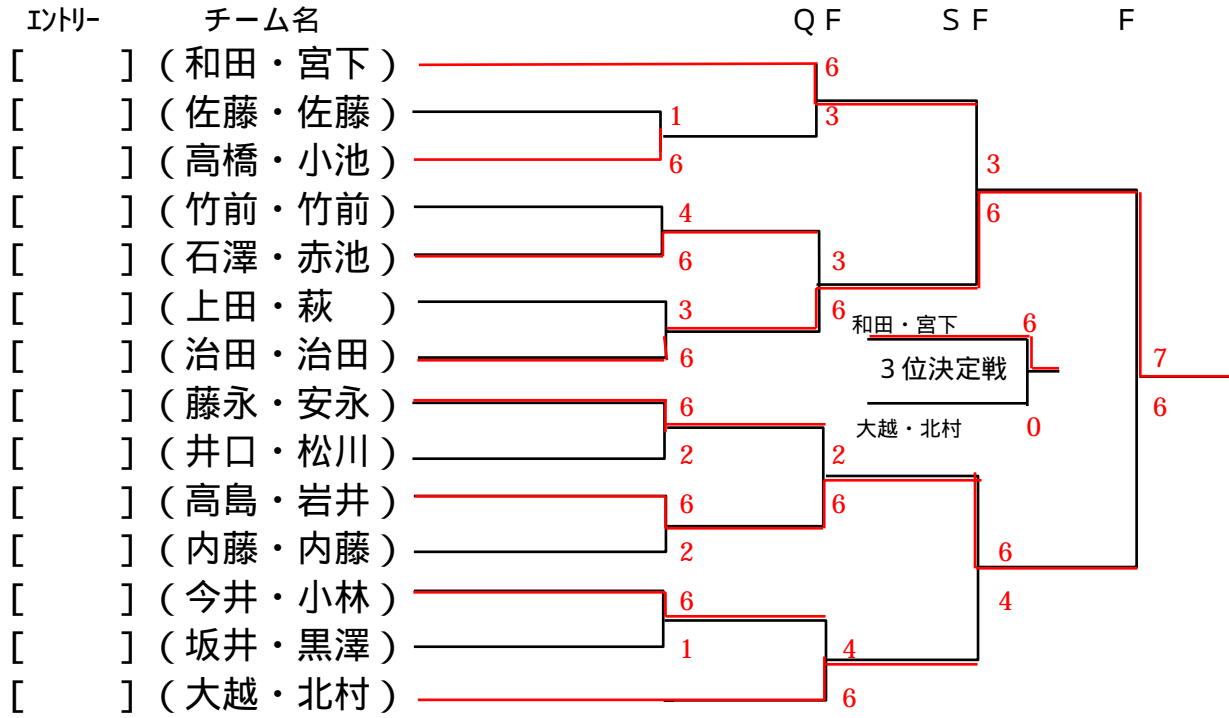 ｴﾝﾄﾘｰ チーム名 ＱＦ ＳＦ Ｆ
[ ] (和田・宮下) 6
[ ] (佐藤・佐藤) 1 3
[ ] (高橋・小池) 6 3
[ ] (竹前・竹前) 4 6
[ ] (石澤・赤池) 6 3
[ ] (上田・萩 ) 3 6
和田・宮下 6
[ ] (治田・治田) 6 ３位決定戦 7
[ ] (藤永・安永) 6 6
大越・北村 0
[ ] (井口・松川) 2 2
[ ] (高島・岩井) 6 6
[ ] (内藤・内藤) 2 6
[ ] (今井・小林) 6 4
[ ] (坂井・黒澤) 1 4
[ ] (大越・北村) 6